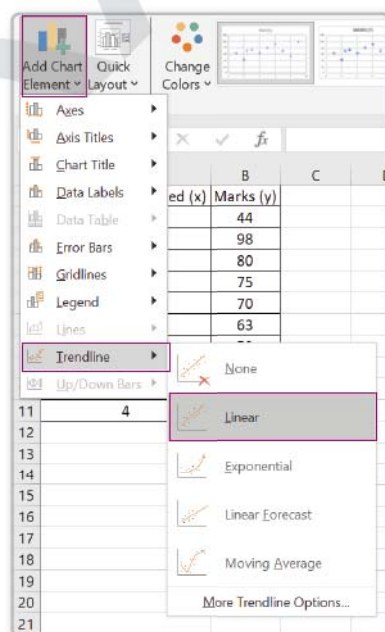 Add Chart Element
Quick Layout
Change Colors
Axes
Axis Titles
Chart Title
Data Labels
Data Table
Error Bars
Gridlines
Legend
Lines
Trendline
Up/Down Bars
fx
B
C
ed (x)
Marks (y)
44
98
80
75
70
63
None
Linear
Exponential
Linear Forecast
Moving Average
More Trendline Options...
11
4
12
13
14
15
16
17
18
19
20
21